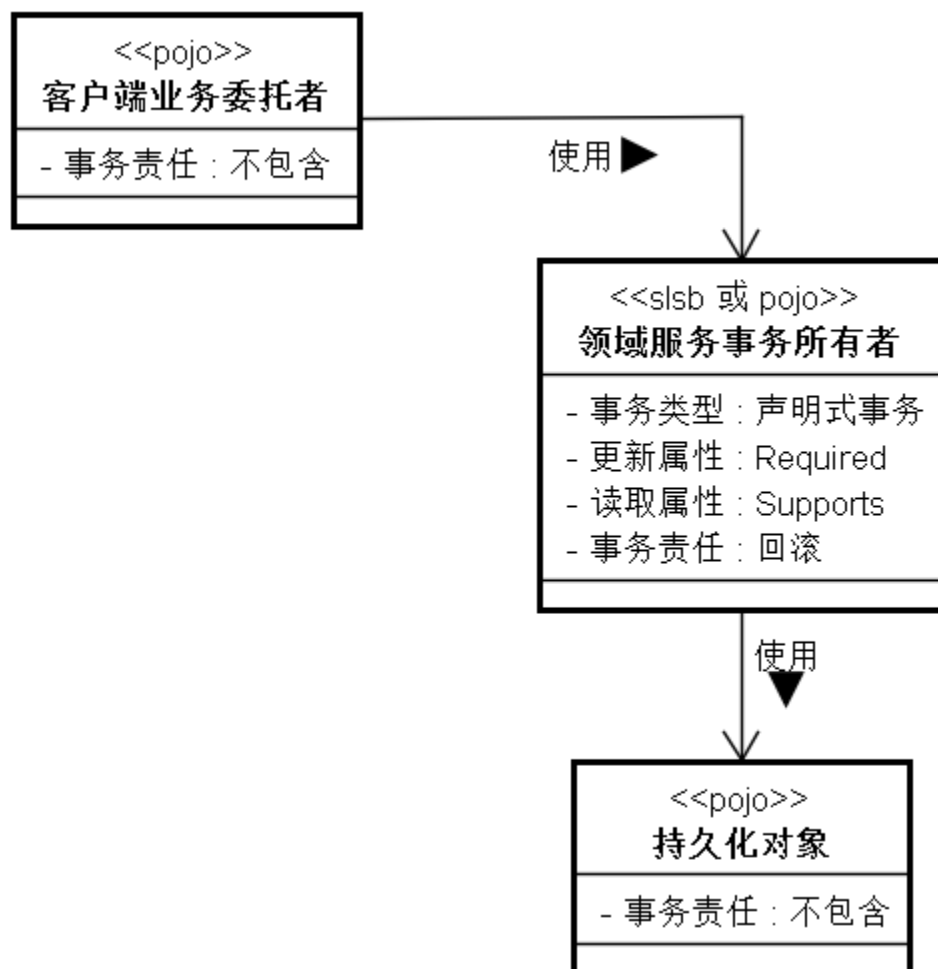 <<pojo>>
客户端业务委托者
- 事务责任 : 不包含
使用
<<slsb 或 pojo>>
领域服务事务所有者
- 事务类型 : 声明式事务
- 更新属性 : Required
- 读取属性 : Supports
- 事务责任 : 回滚
使用
<<pojo>>
持久化对象
- 事务责任 : 不包含